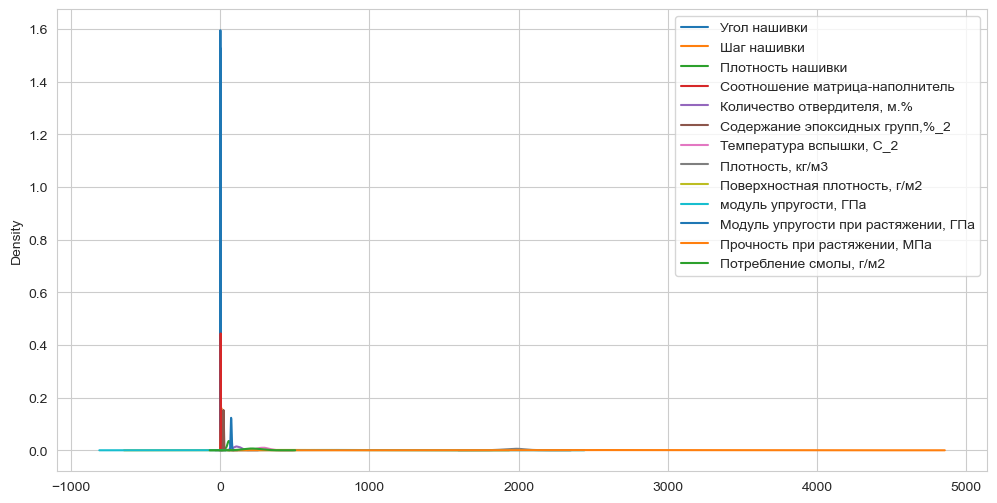 1.6
1.4
1.2
1.0
0.8
0.6
0.4
0.2
0.0
Density
−1000
0
1000
2000
3000
4000
5000
Угол нашивки
Шаг нашивки
Плотность нашивки
Соотношение матрица-наполнитель
Количество отвердителя, м.%
Содержание эпоксидных групп,%_2
Температура вспышки, С_2
Плотность, кг/м3
Поверхностная плотность, г/м2
модуль упругости, ГПа
Модуль упругости при растяжении, ГПа
Прочность при растяжении, МПа
Потребление смолы, г/м2